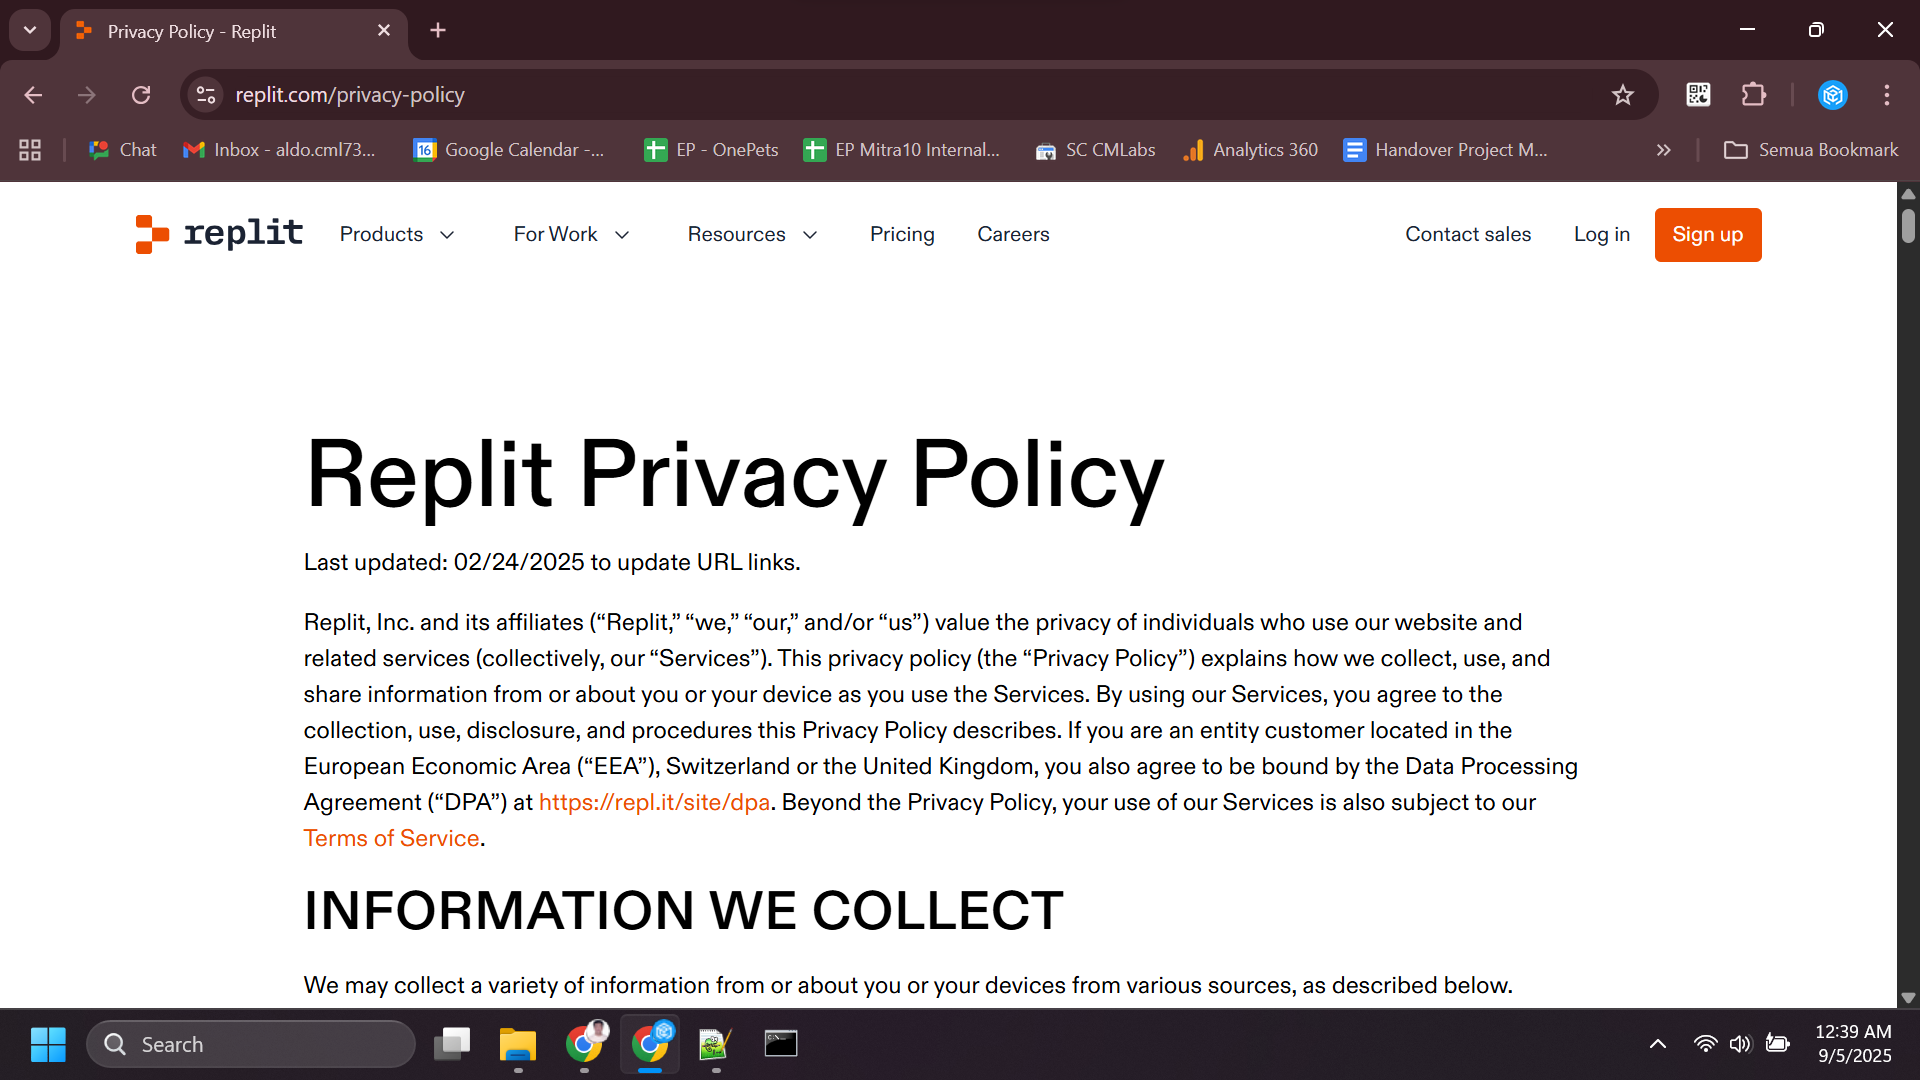 Privacy Policy - Replit
replit.com/privacy-policy
Chat
Inbox - aldo.cml73...
16
Google Calendar -...
EP - OnePets
EP Mitra10 Internal...
SC CMLabs
Analytics 360
Handover Project M...
Semua Bookmark
replit
Products
For Work
Resources
Pricing
Careers
Contact sales
Log in
Sign up
Replit Privacy Policy
Last updated: 02/24/2025 to update URL links.
Replit, Inc. and its affiliates (“Replit,” “we,” “our,” and/or “us”) value the privacy of individuals who use our website and
related services (collectively, our “Services”). This privacy policy (the “Privacy Policy”) explains how we collect, use, and
share information from or about you or your device as you use the Services. By using our Services, you agree to the
collection, use, disclosure, and procedures this Privacy Policy describes. If you are an entity customer located in the
European Economic Area (“EEA”), Switzerland or the United Kingdom, you also agree to be bound by the Data Processing
Agreement (“DPA”) at https://repl.it/site/dpa. Beyond the Privacy Policy, your use of our Services is also subject to our
Terms of Service.
INFORMATION WE COLLECT
We may collect a variety of information from or about you or your devices from various sources, as described below.
Search
12:39 AM
9/5/2025